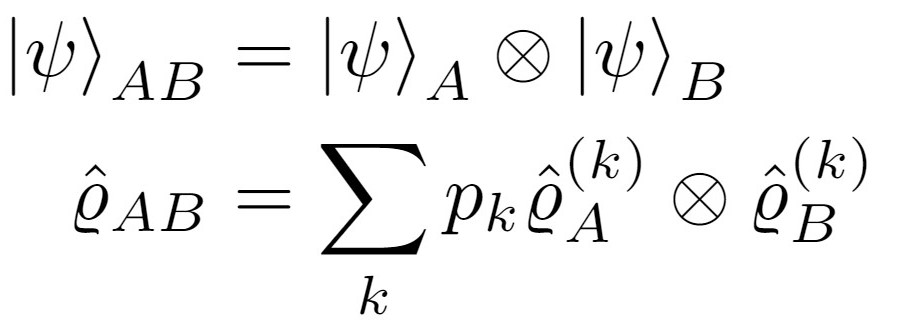 |ψ⟩_{AB} = |ψ⟩_A ⊗ |ψ⟩_B
ϱ̂_{AB} = ∑_k p_k ϱ̂_A^{(k)} ⊗ ϱ̂_B^{(k)}